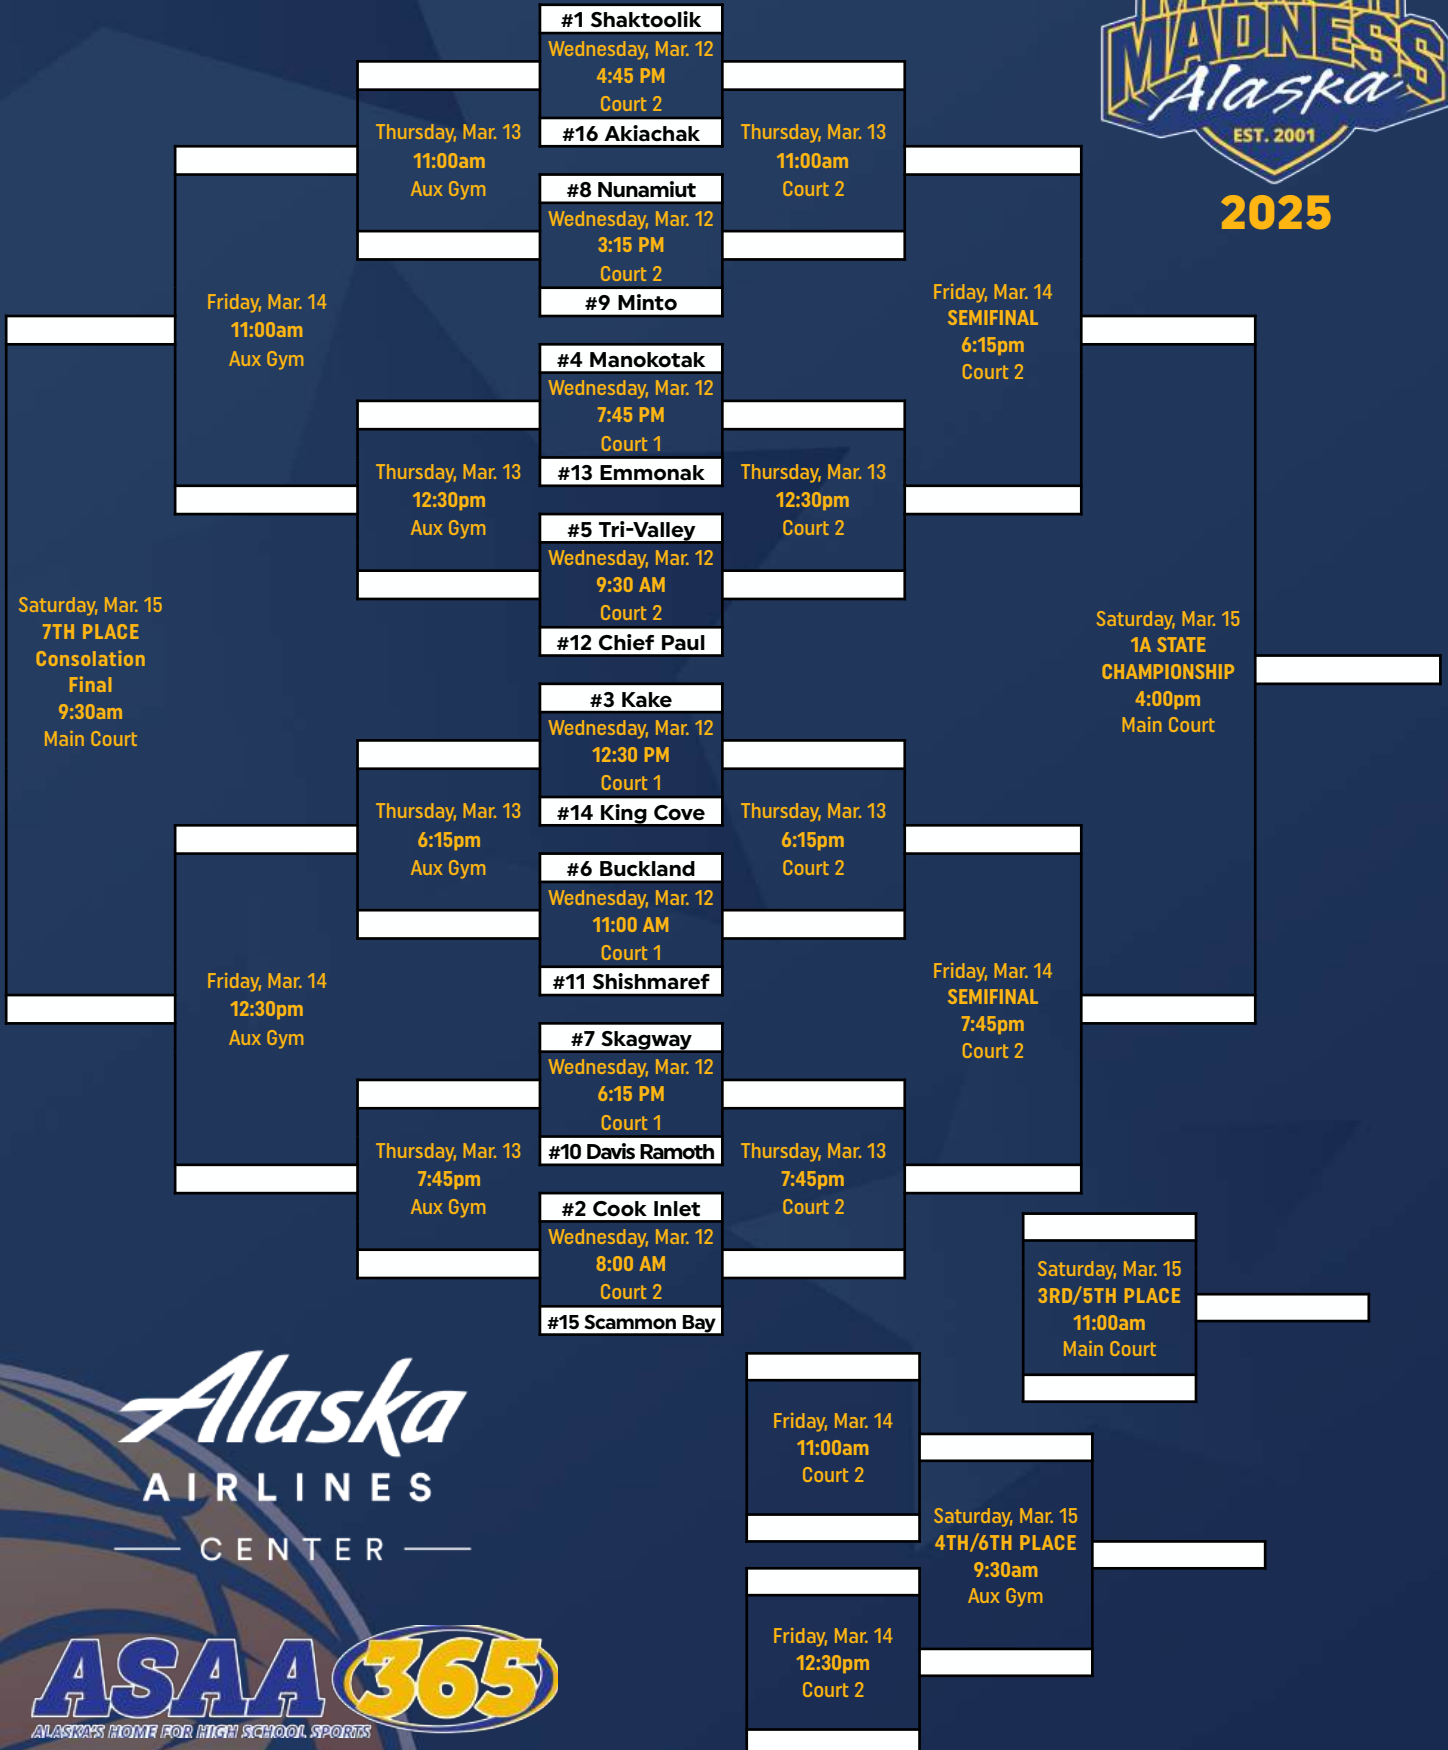 MADNESS
Alaska
EST. 2001
2025
#1 Shaktoolik
Wednesday, Mar. 12
4:45 PM
Court 2
#16 Akiachak
#8 Nunamiut
Wednesday, Mar. 12
3:15 PM
Court 2
#9 Minto
#4 Manokotak
Wednesday, Mar. 12
7:45 PM
Court 1
#13 Emmonak
#5 Tri-Valley
Wednesday, Mar. 12
9:30 AM
Court 2
#12 Chief Paul
#3 Kake
Wednesday, Mar. 12
12:30 PM
Court 1
#14 King Cove
#6 Buckland
Wednesday, Mar. 12
11:00 AM
Court 1
#11 Shishmaref
#7 Skagway
Wednesday, Mar. 12
6:15 PM
Court 1
#10 Davis Ramoth
#2 Cook Inlet
Wednesday, Mar. 12
8:00 AM
Court 2
#15 Scammon Bay
Thursday, Mar. 13
11:00am
Aux Gym
Thursday, Mar. 13
12:30pm
Aux Gym
Thursday, Mar. 13
6:15pm
Aux Gym
Thursday, Mar. 13
7:45pm
Aux Gym
Friday, Mar. 14
11:00am
Aux Gym
Friday, Mar. 14
12:30pm
Aux Gym
Saturday, Mar. 15
7TH PLACE
Consolation
Final
9:30am
Main Court
Thursday, Mar. 13
11:00am
Court 2
Thursday, Mar. 13
12:30pm
Court 2
Thursday, Mar. 13
6:15pm
Court 2
Thursday, Mar. 13
7:45pm
Court 2
Friday, Mar. 14
SEMIFINAL
6:15pm
Court 2
Friday, Mar. 14
SEMIFINAL
7:45pm
Court 2
Saturday, Mar. 15
1A STATE
CHAMPIONSHIP
4:00pm
Main Court
Saturday, Mar. 15
3RD/5TH PLACE
11:00am
Main Court
Friday, Mar. 14
11:00am
Court 2
Saturday, Mar. 15
4TH/6TH PLACE
9:30am
Aux Gym
Friday, Mar. 14
12:30pm
Court 2
Alaska
AIRLINES
CENTER
ASAA 365
ALASKA'S HOME FOR HIGH SCHOOL SPORTS